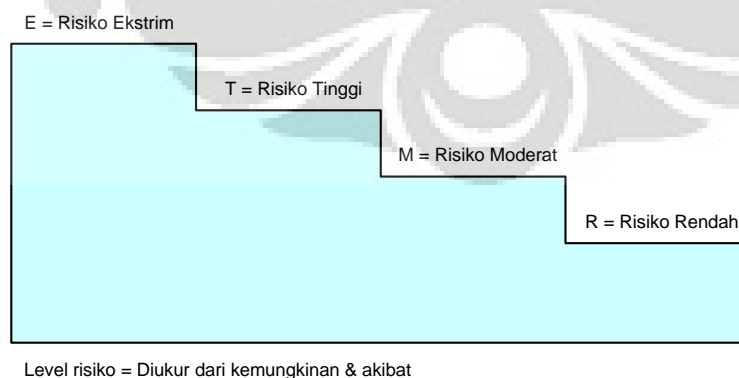 E = Risiko Ekstrim
T = Risiko Tinggi
M = Risiko Moderat
R = Risiko Rendah
Level risiko = Diukur dari kemungkinan & akibat